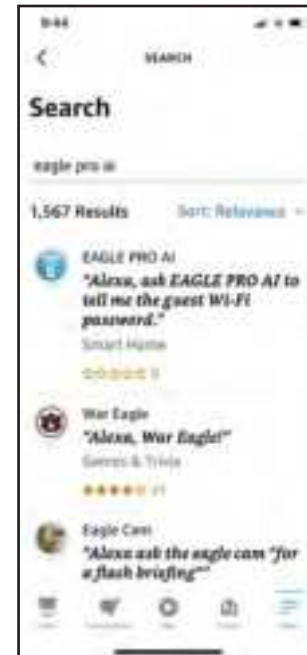 9:44
SEARCH
Search
eagle pro ai
1,567 Results Sort: Relevance
EAGLE PRO AI
"Alexa, ask EAGLE PRO AI to
tell me the guest Wi-Fi
password."
Smart Home
War Eagle
"Alexa, War Eagle!"
Games & Trivia
Eagle Cam
"Alexa ask the eagle cam "for
a flash briefing""